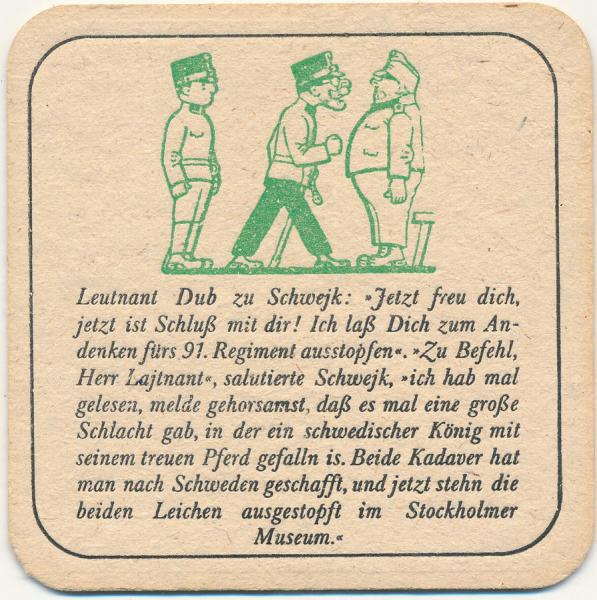 Leutnant Dub zu Schwejk: »Jetzt freu dich,
jetzt ist Schluß mit dir! Ich laß Dich zum An-
denken fürs 91. Regiment ausstopfen«. »Zu Befehl,
Herr Lajtnant«, salutierte Schwejk, »ich hab mal
gelesen, melde gehorsamst, daß es mal eine große
Schlacht gab, in der ein schwedischer König mit
seinem treuen Pferd gefalln is. Beide Kadaver hat
man nach Schweden geschafft, und jetzt stehn die
beiden Leichen ausgestopft im Stockholmer
Museum.«